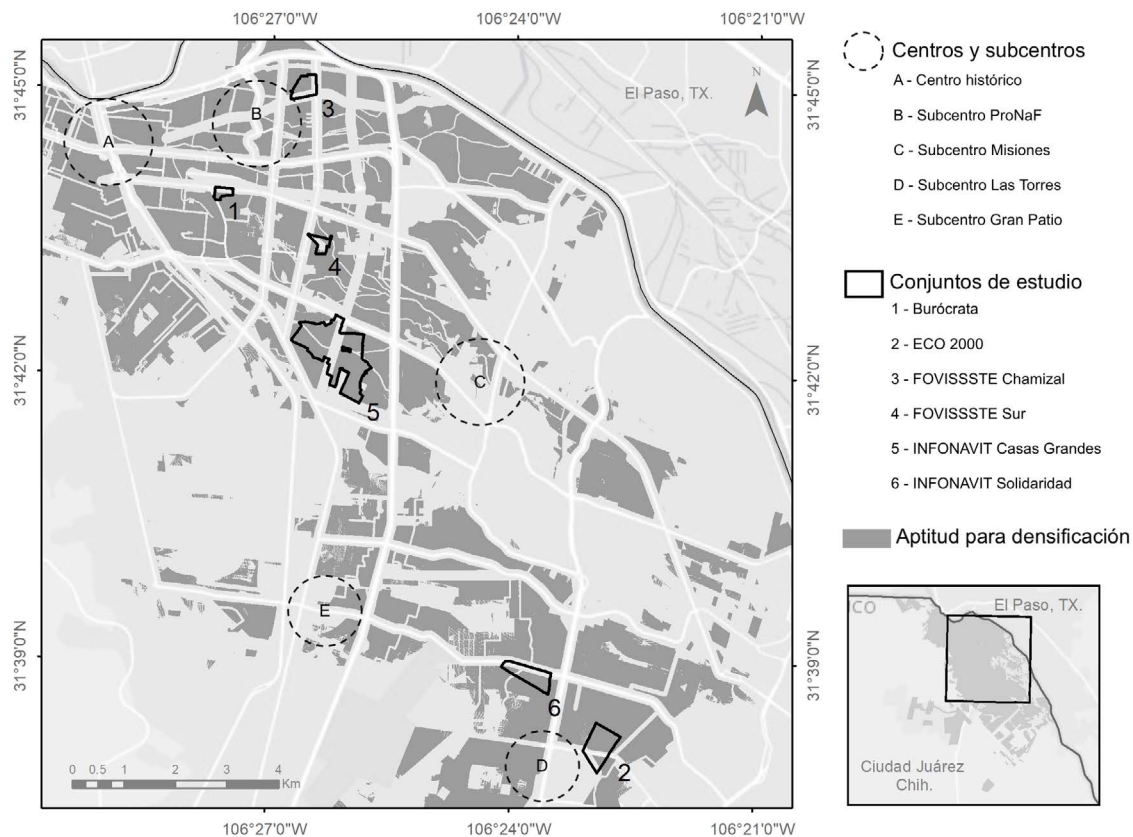 106°27'0"W
106°24'0"W
106°21'0"W
31°45'0"N
31°42'0"N
31°39'0"N
31°45'0"N
31°42'0"N
31°39'0"N
El Paso, TX.
N
A
B
3
1
4
C
5
E
6
D
2
0 0.5 1 2 3 4
Km
106°27'0"W
106°24'0"W
106°21'0"W
Centros y subcentros
A - Centro histórico
B - Subcentro ProNaF
C - Subcentro Misiones
D - Subcentro Las Torres
E - Subcentro Gran Patio
Conjuntos de estudio
1 - Burócrata
2 - ECO 2000
3 - FOVISSSTE Chamizal
4 - FOVISSSTE Sur
5 - INFONAVIT Casas Grandes
6 - INFONAVIT Solidaridad
Aptitud para densificación
CO
El Paso, TX.
Ciudad Juárez
Chih.